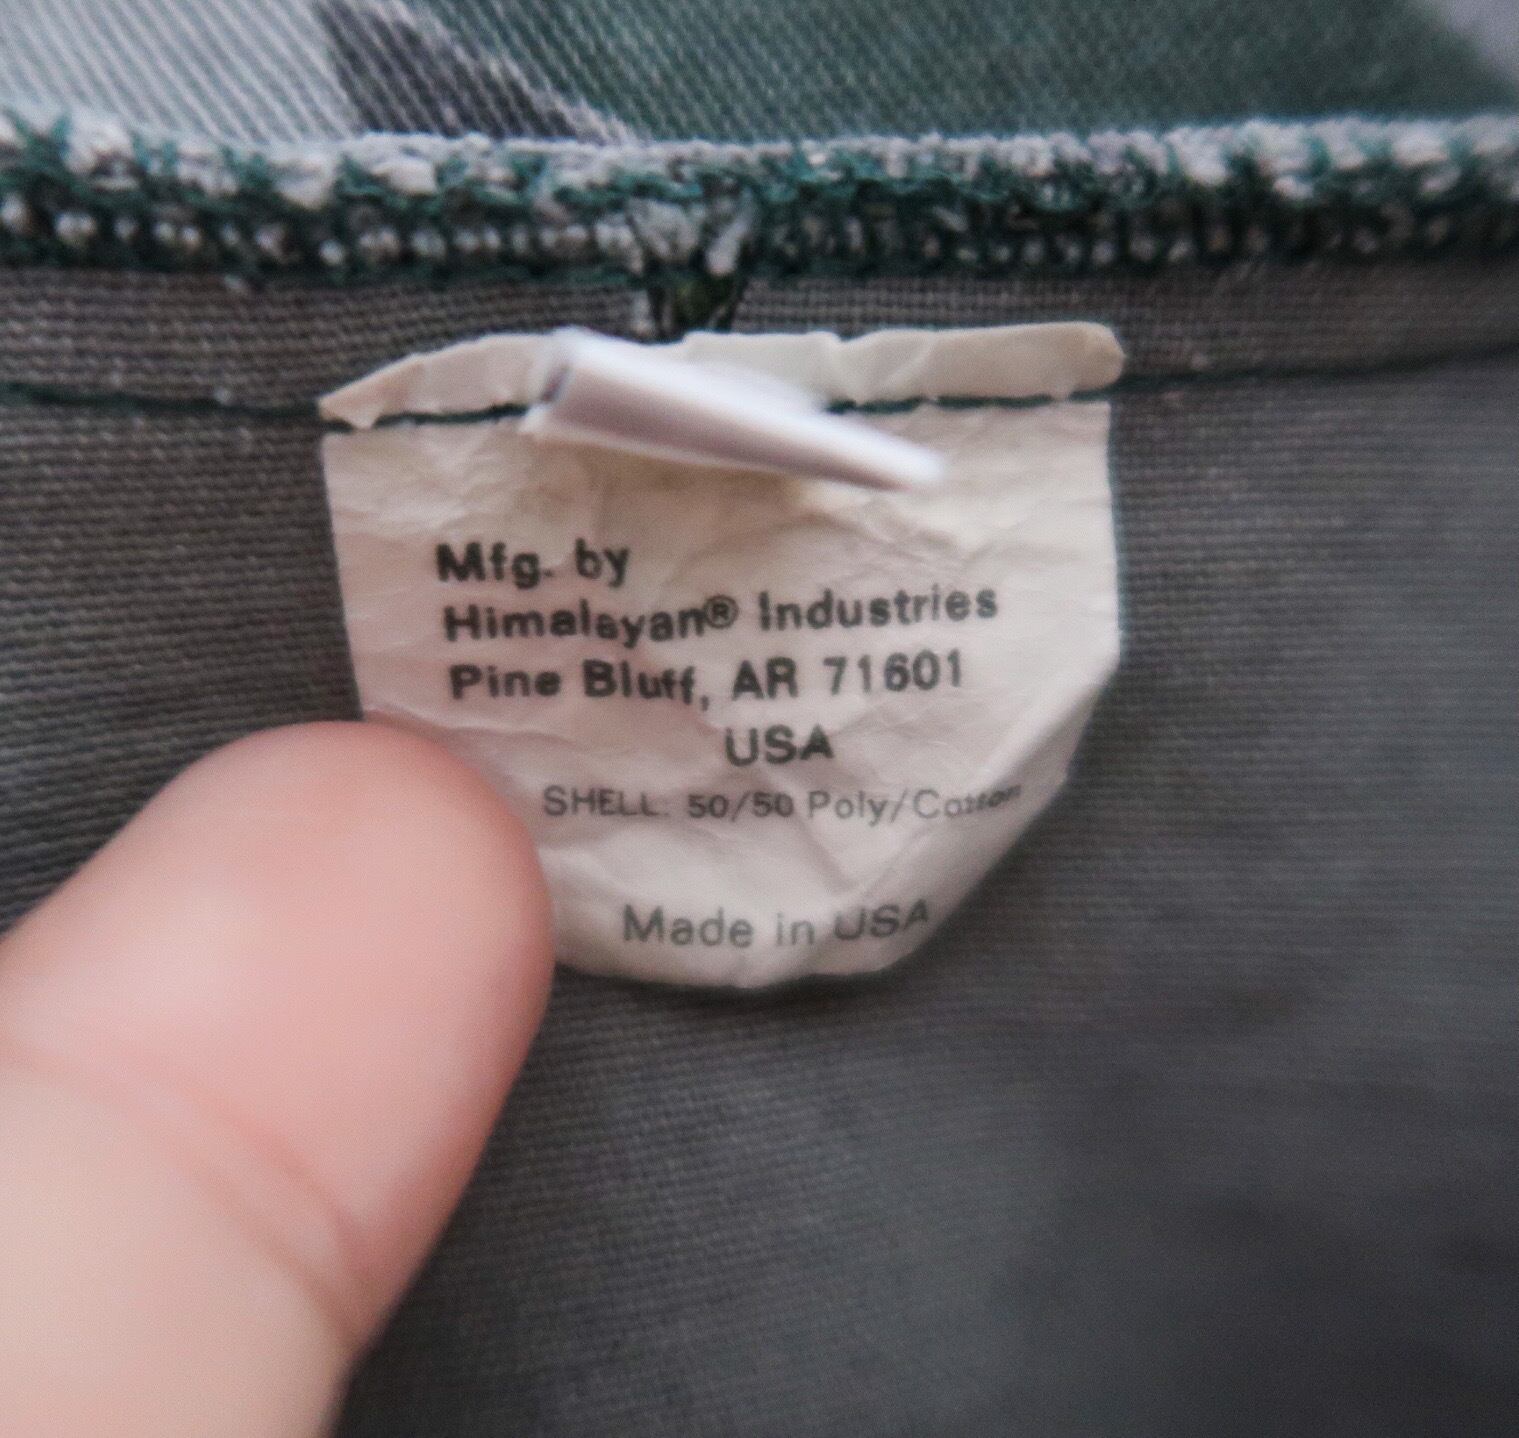 Mfg. by
Himalayan® Industries
Pine Bluff, AR 71601
USA
SHELL: 50/50 Poly/Cotton
Made in USA